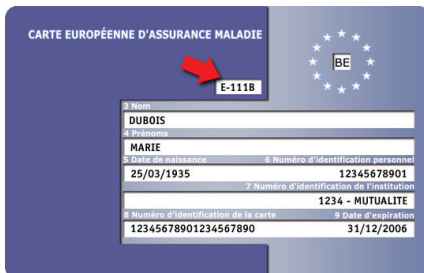 CARTE EUROPÉENNE D'ASSURANCE MALADIE
BE
E-111B
3 Nom
DUBOIS
4 Prénoms
MARIE
5 Date de naissance 6 Numéro d'identification personnel
25/03/1935 12345678901
7 Numéro d'identification de l'institution
1234 - MUTUALITE
8 Numéro d'identification de la carte 9 Date d'expiration
12345678901234567890 31/12/2006